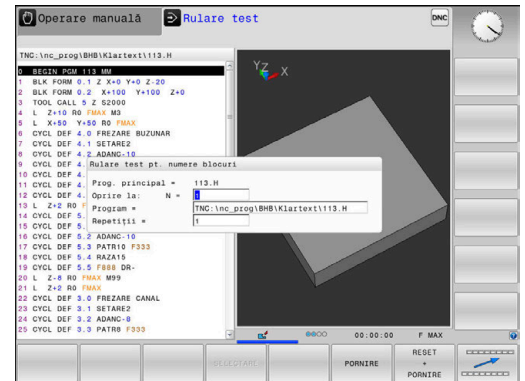 Operare manuală
Rulare test
DNC
TNC:\nc_prog\BHB\Klartext\113.H
0 BEGIN PGM 113 MM
1 BLK FORM 0.1 Z X+0 Y+0 Z-20
2 BLK FORM 0.2 X+100 Y+100 Z+0
3 TOOL CALL 5 Z S2000
4 L Z+10 R0 FMAX M3
5 L X+50 Y+50 R0 FMAX
6 CYCL DEF 4.0 FREZARE BUZUNAR
7 CYCL DEF 4.1 SETARE2
8 CYCL DEF 4.2 ADANC-10
9 CYCL DEF 4.
10 CYCL DEF 4.
11 CYCL DEF 4.
12 CYCL DEF 4.
13 L Z+2 R0 F
14 CYCL DEF 5.
15 CYCL DEF 5.
16 CYCL DEF 5.2 ADANC-10
17 CYCL DEF 5.3 PATR10 F333
18 CYCL DEF 5.4 RAZA15
19 CYCL DEF 5.5 F888 DR-
20 L Z-8 R0 FMAX M99
21 L Z+2 R0 FMAX
22 CYCL DEF 3.0 FREZARE CANAL
23 CYCL DEF 3.1 SETARE2
24 CYCL DEF 3.2 ADANC-8
25 CYCL DEF 3.3 PATR8 F333
Rulare test pt. numere blocuri
Prog. principal = 113.H
Oprire la: N = 1
Program = TNC:\nc_prog\BHB\Klartext\113.H
Repetiţii = 1
YZ X
00:00:00 F MAX
SELECTARE
PORNIRE
RESET
+
PORNIRE